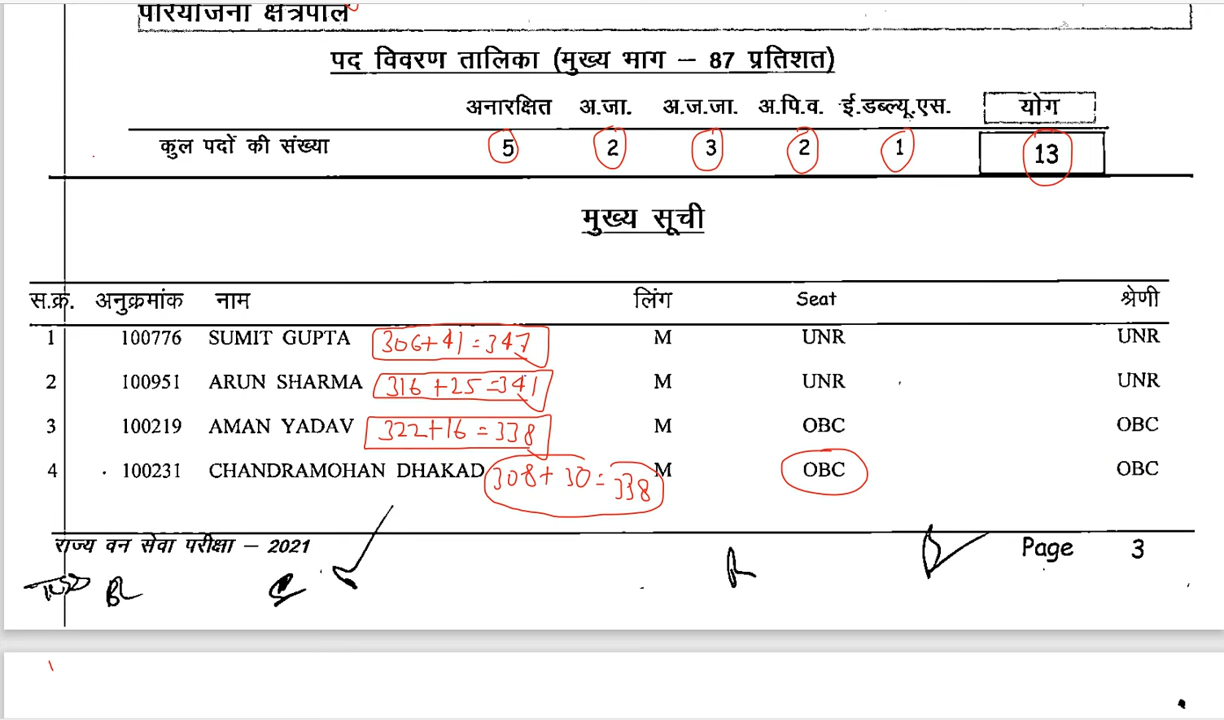 परियोजना क्षेत्रपाल
पद विवरण तालिका (मुख्य भाग – 87 प्रतिशत)
अनारक्षित अ.जा. अ.ज.जा. अ.पि.व. ई.डब्ल्यू.एस. योग
कुल पदों की संख्या 5 2 3 2 1 13
मुख्य सूची
स.क्र. अनुक्रमांक नाम लिंग Seat श्रेणी
1 100776 SUMIT GUPTA 306+41=347 M UNR UNR
2 100951 ARUN SHARMA 316+25=341 M UNR UNR
3 100219 AMAN YADAV 322+16=338 M OBC OBC
4 100231 CHANDRAMOHAN DHAKAD 308+30=338 M OBC OBC
राज्य वन सेवा परीक्षा – 2021 Page 3